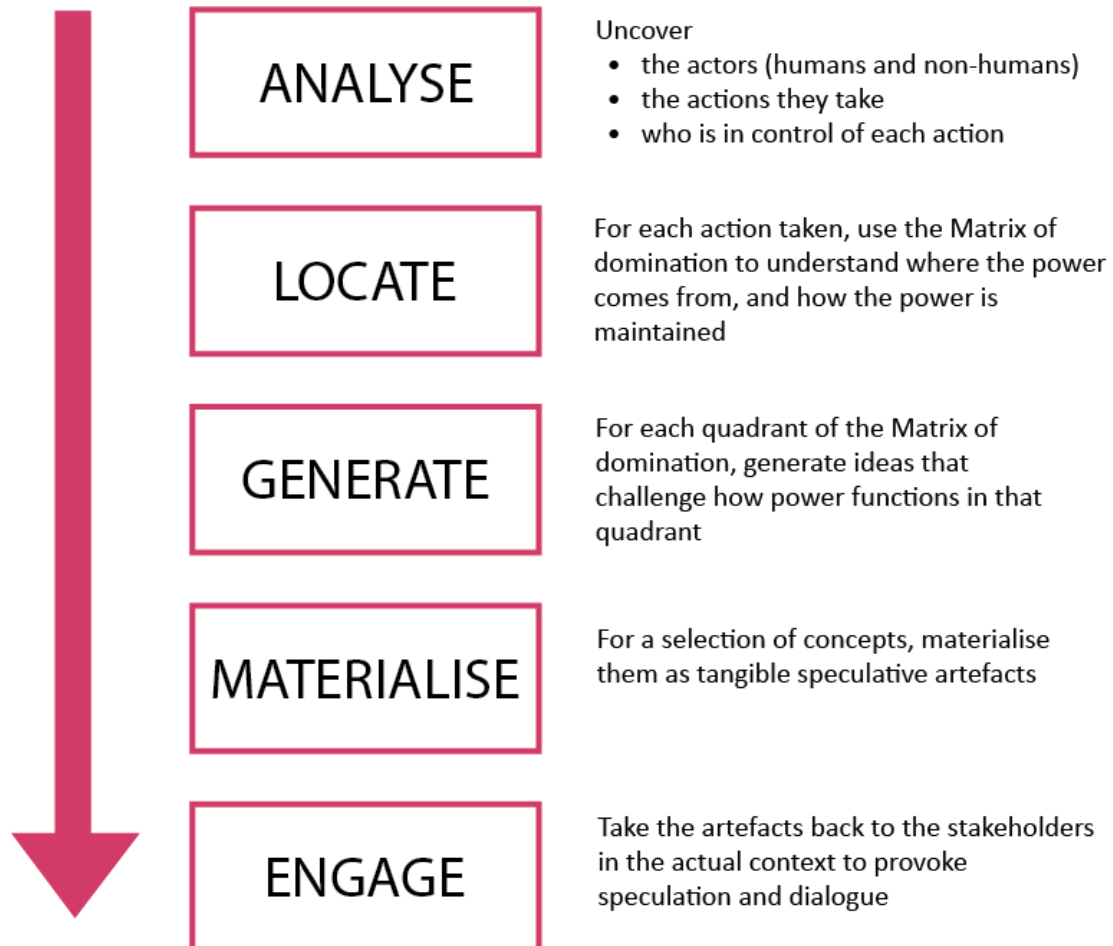 ANALYSE
Uncover
• the actors (humans and non-humans)
• the actions they take
• who is in control of each action
LOCATE
For each action taken, use the Matrix of
domination to understand where the power
comes from, and how the power is
maintained
GENERATE
For each quadrant of the Matrix of
domination, generate ideas that
challenge how power functions in that
quadrant
MATERIALISE
For a selection of concepts, materialise
them as tangible speculative artefacts
ENGAGE
Take the artefacts back to the stakeholders
in the actual context to provoke
speculation and dialogue